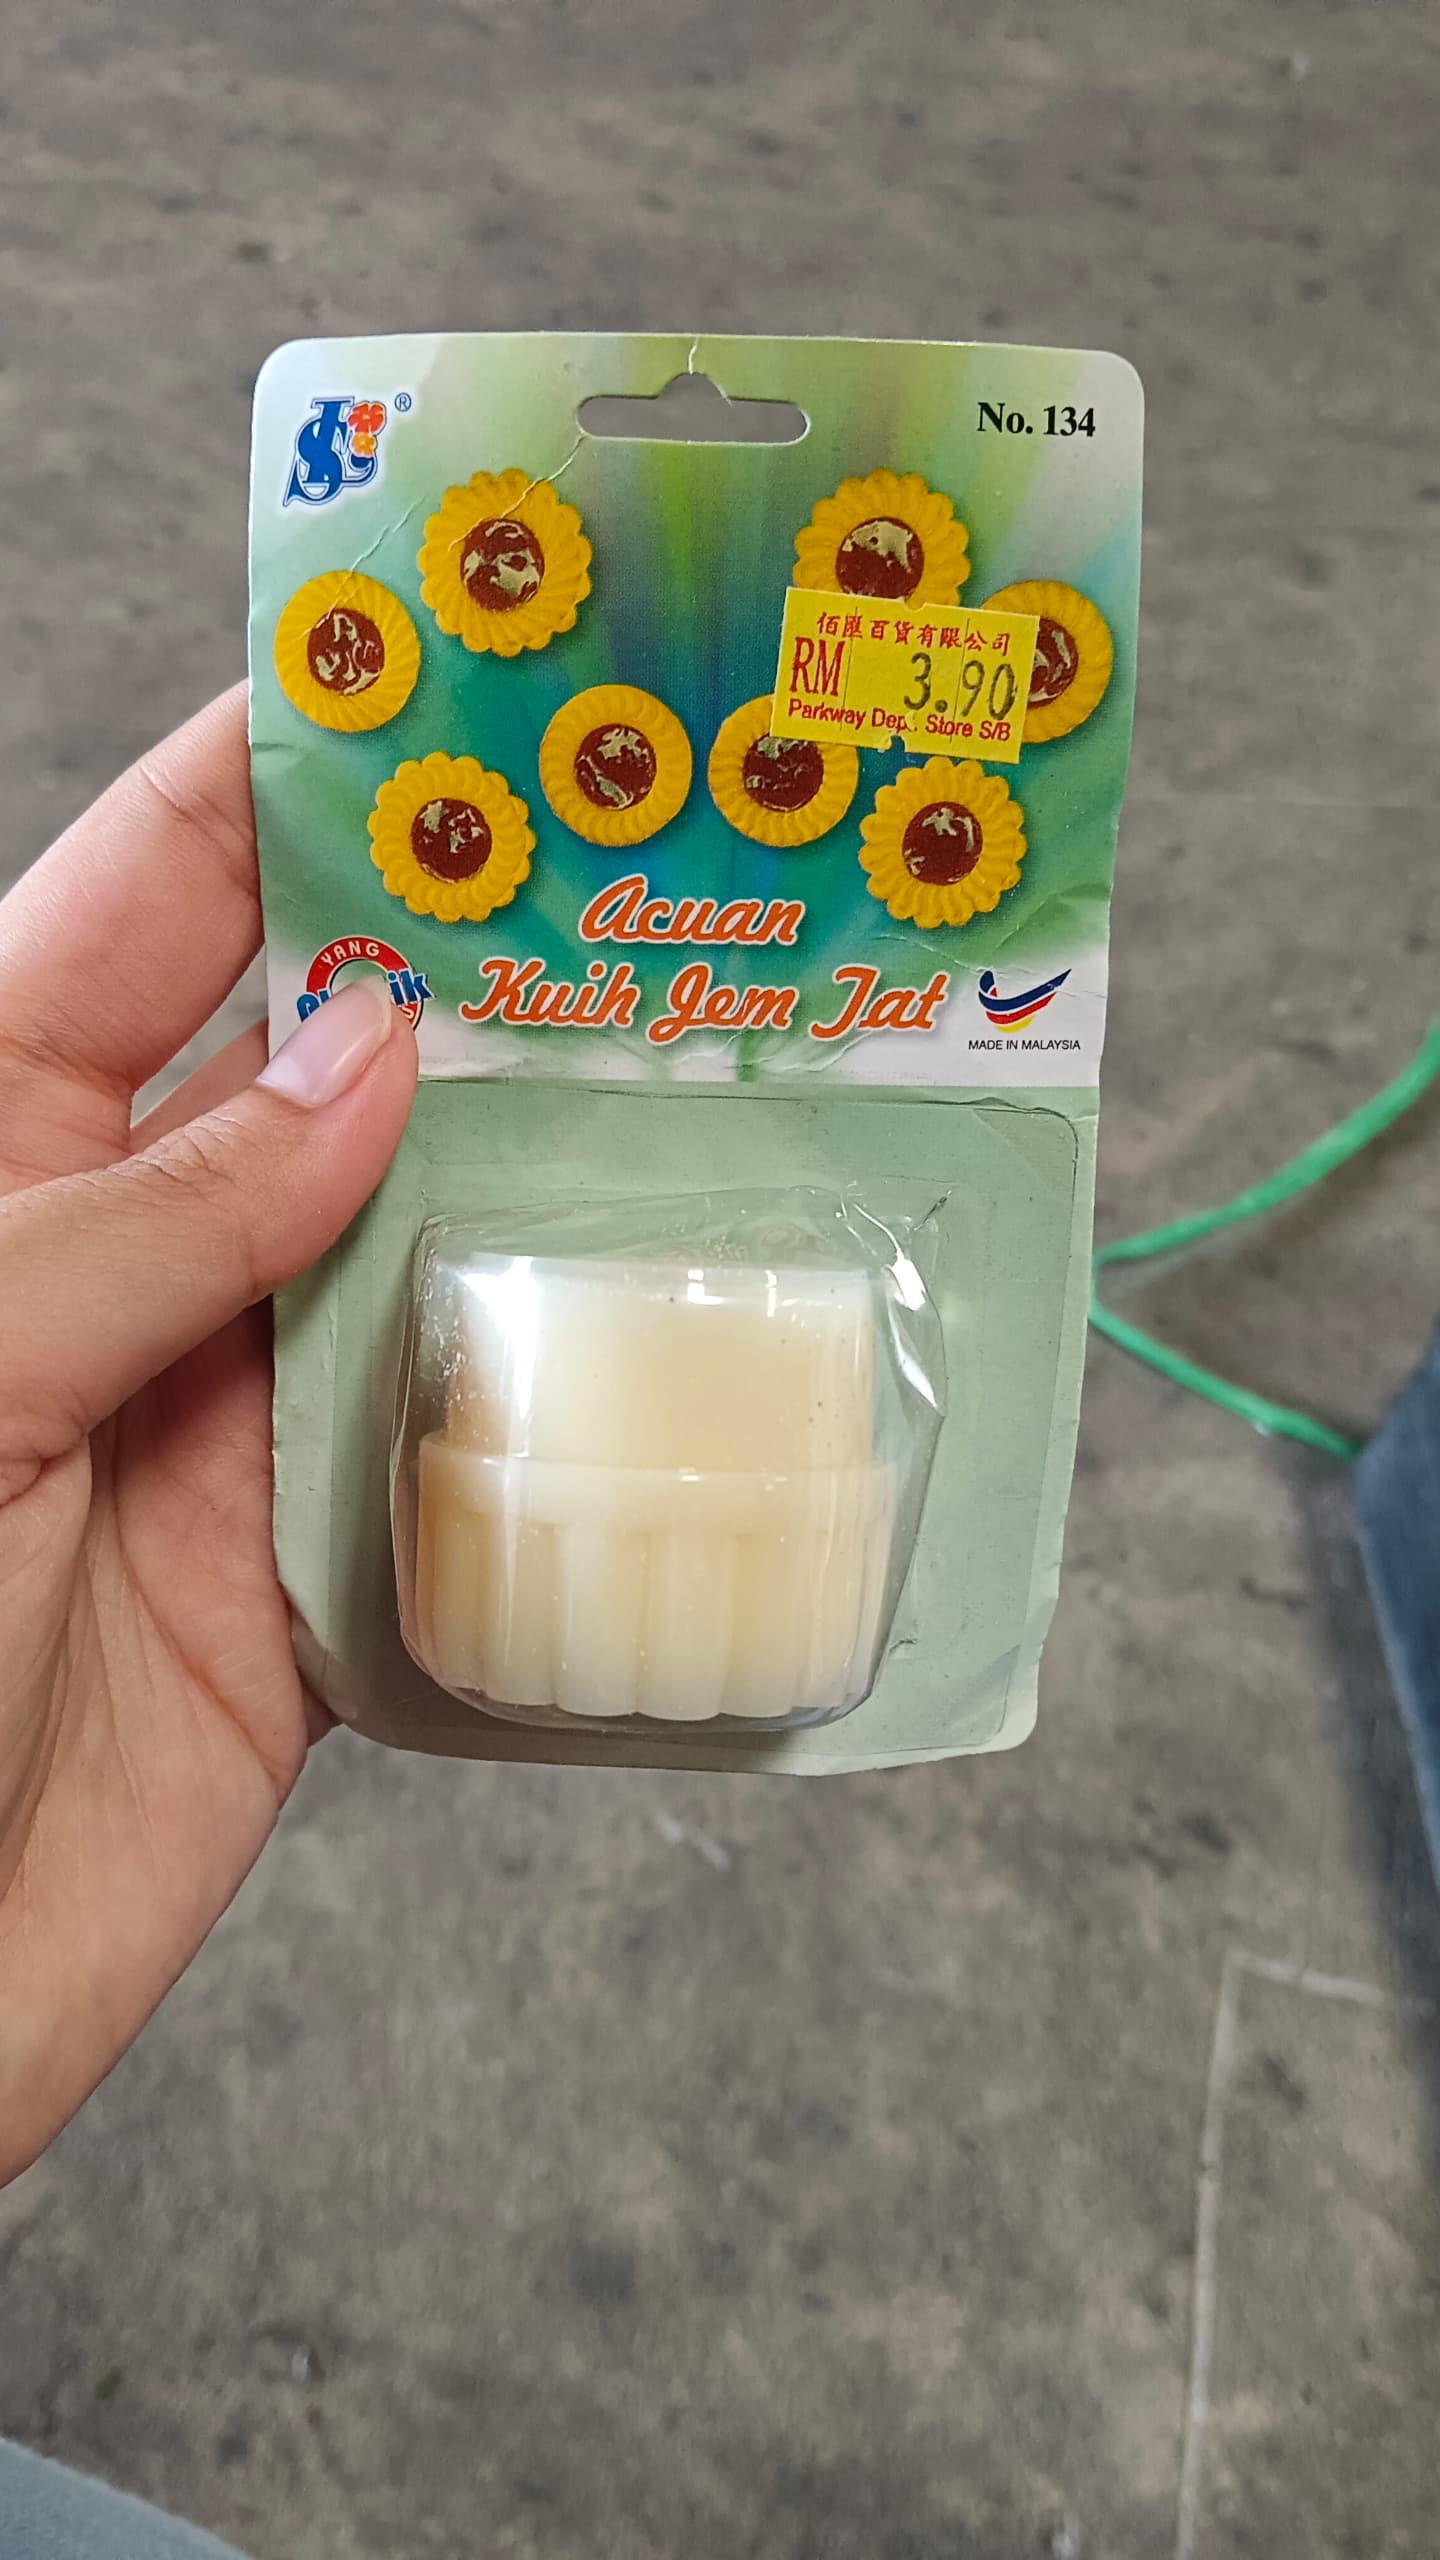 ®
No. 134
佰匯百貨有限公司
RM 3.90
Parkway Dept. Store S/B
Acuan
Kuih Jem Tat
YANG
MADE IN MALAYSIA